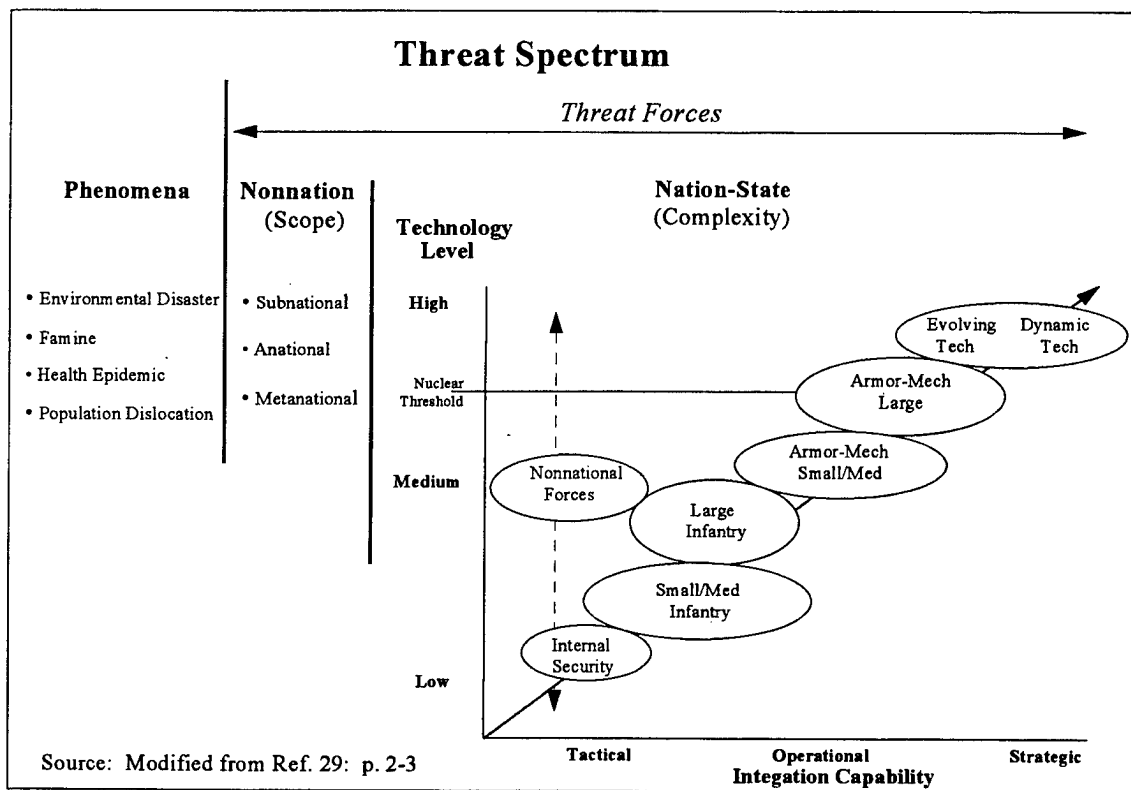 Threat Spectrum
Threat Forces
Phenomena
• Environmental Disaster
• Famine
• Health Epidemic
• Population Dislocation
Nonnation
(Scope)
• Subnational
• Anational
• Metanational
Nation-State
(Complexity)
Technology
Level
High
Nuclear
Threshold
Medium
Low
Evolving Dynamic
Tech Tech
Armor-Mech
Large
Armor-Mech
Small/Med
Nonnational
Forces
Large
Infantry
Small/Med
Infantry
Internal
Security
Tactical Operational Strategic
Integation Capability
Source: Modified from Ref. 29: p. 2-3